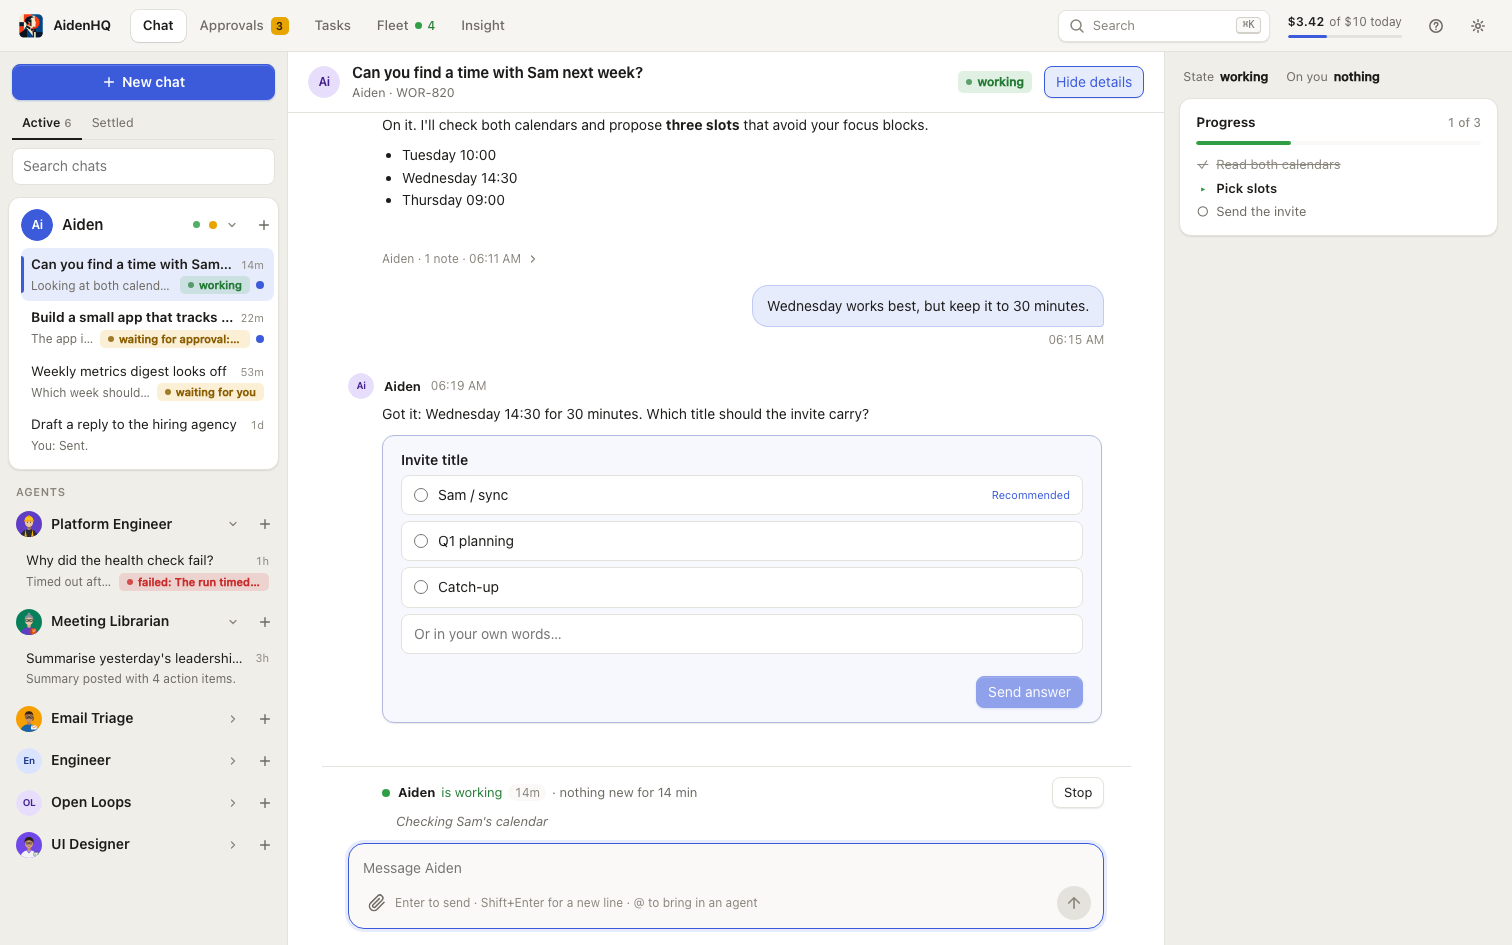 AidenHQ
Chat
Approvals 3
Tasks
Fleet 4
Insight
Search ⌘K
$3.42 of $10 today
+ New chat
Active 6
Settled
Search chats
Ai Aiden
Can you find a time with Sam... 14m
Looking at both calend... working
Build a small app that tracks ... 22m
The app i... waiting for approval:...
Weekly metrics digest looks off 53m
Which week should... waiting for you
Draft a reply to the hiring agency 1d
You: Sent.
AGENTS
Platform Engineer
Why did the health check fail? 1h
Timed out aft... failed: The run timed...
Meeting Librarian
Summarise yesterday's leadershi... 3h
Summary posted with 4 action items.
Email Triage
En Engineer
OL Open Loops
UI Designer
Ai
Can you find a time with Sam next week?
Aiden · WOR-820
working
Hide details
On it. I'll check both calendars and propose three slots that avoid your focus blocks.
• Tuesday 10:00
• Wednesday 14:30
• Thursday 09:00
Aiden · 1 note · 06:11 AM
Wednesday works best, but keep it to 30 minutes.
06:15 AM
Ai Aiden 06:19 AM
Got it: Wednesday 14:30 for 30 minutes. Which title should the invite carry?
Invite title
Sam / sync Recommended
Q1 planning
Catch-up
Or in your own words...
Send answer
Aiden is working 14m · nothing new for 14 min
Stop
Checking Sam's calendar
Message Aiden
Enter to send · Shift+Enter for a new line · @ to bring in an agent
State working On you nothing
Progress 1 of 3
Read both calendars
Pick slots
Send the invite